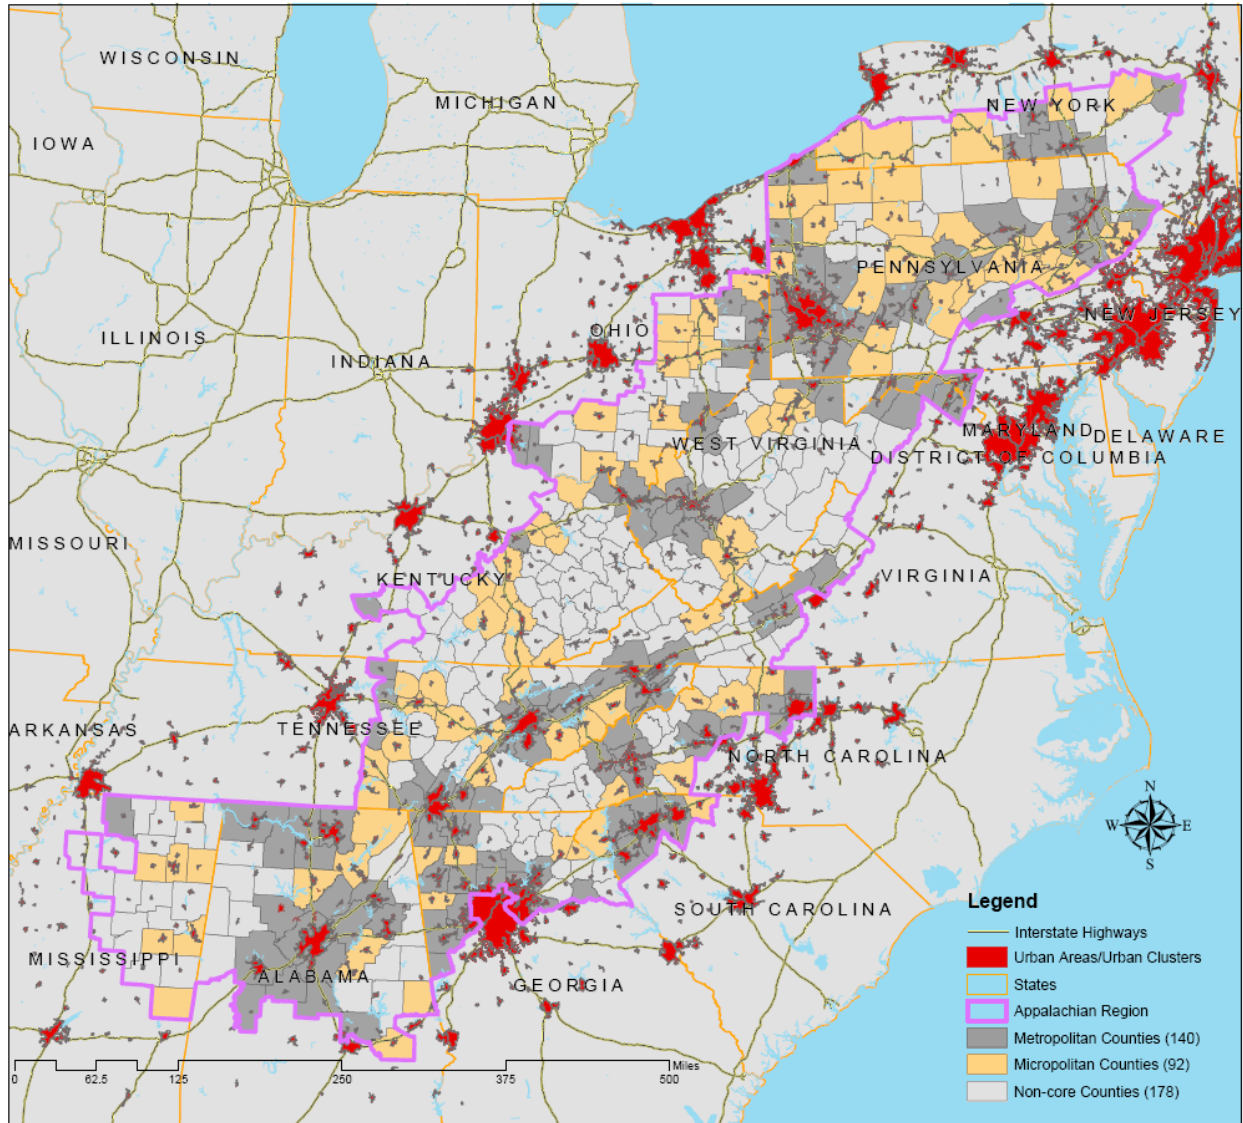 WISCONSIN
MICHIGAN
NEW YORK
IOWA
PENNSYLVANIA
NEW JERSEY
ILLINOIS
OHIO
INDIANA
MARYLAND
DELAWARE
WEST VIRGINIA
DISTRICT OF COLUMBIA
MISSOURI
KENTUCKY
VIRGINIA
ARKANSAS
TENNESSEE
NORTH CAROLINA
N
W E
S
SOUTH CAROLINA
MISSISSIPPI
ALABAMA
GEORGIA
Legend
Interstate Highways
Urban Areas/Urban Clusters
States
Appalachian Region
Metropolitan Counties (140)
Micropolitan Counties (92)
Non-core Counties (178)
Miles
0 62.5 125 250 375 500